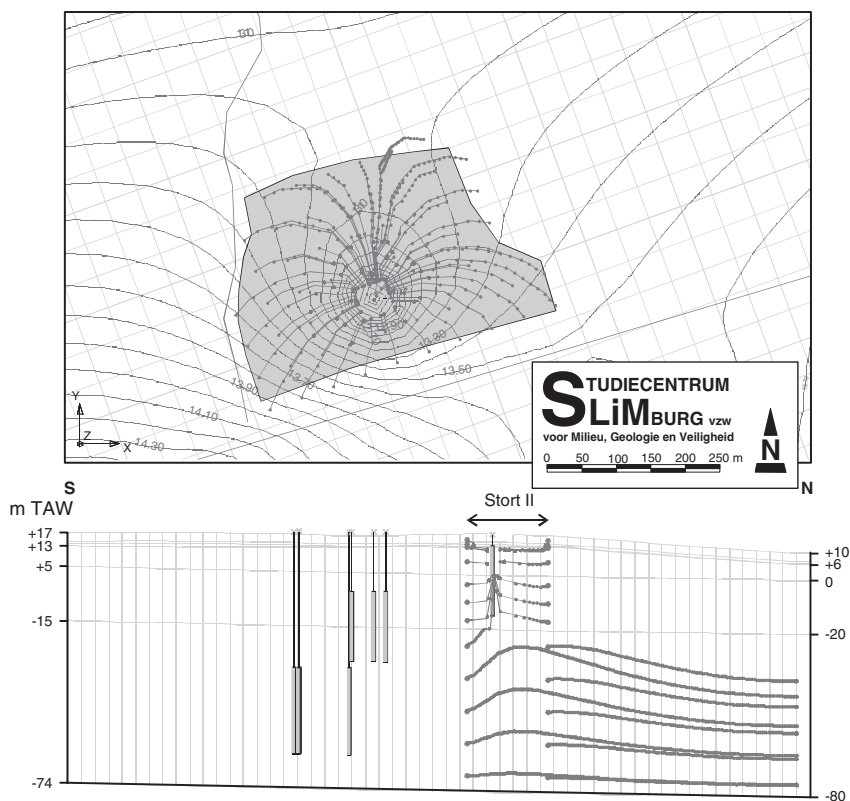 13.90
13.70
13.30
13.50
14.10
14.30
Y
Z
X
STUDIECENTRUM
SLiMBURG vzw
voor Milieu, Geologie en Veiligheid
0 50 100 150 200 250 m
N
S
N
m TAW
Stort II
+17
+13
+5
-15
-74
+10
+6
0
-20
-80